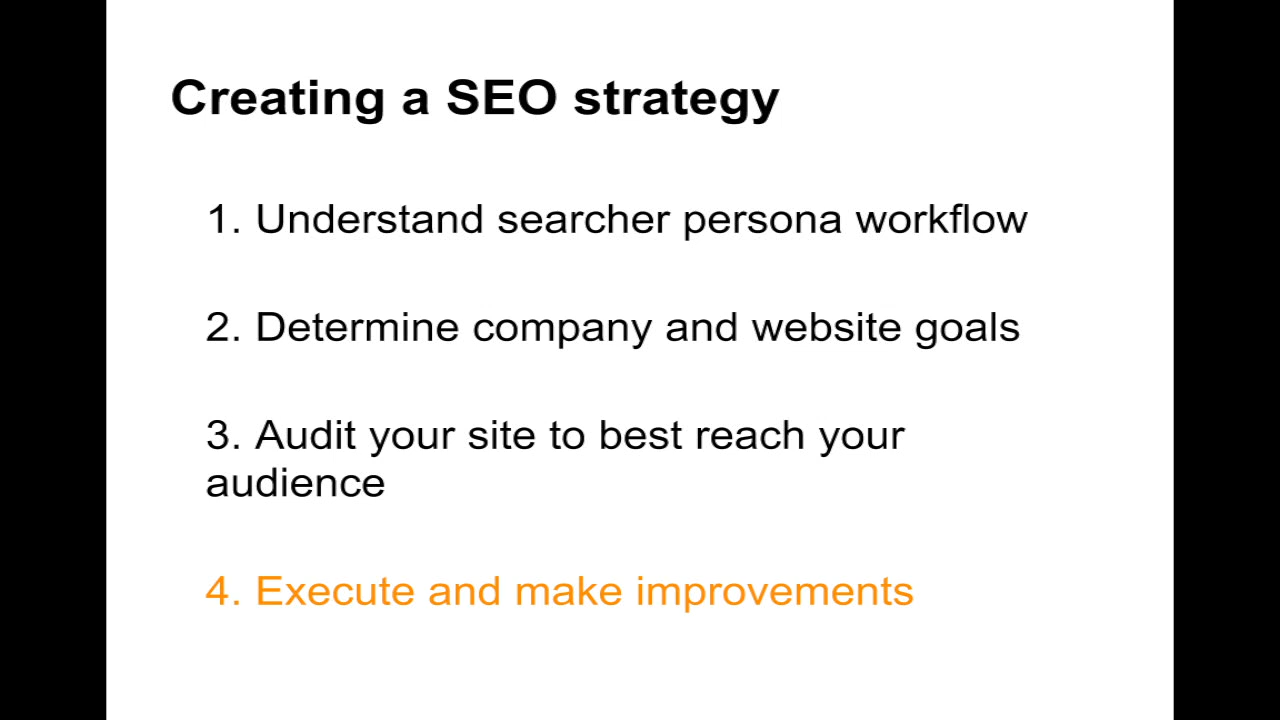 Creating a SEO strategy
1. Understand searcher persona workflow
2. Determine company and website goals
3. Audit your site to best reach your
audience
4. Execute and make improvements